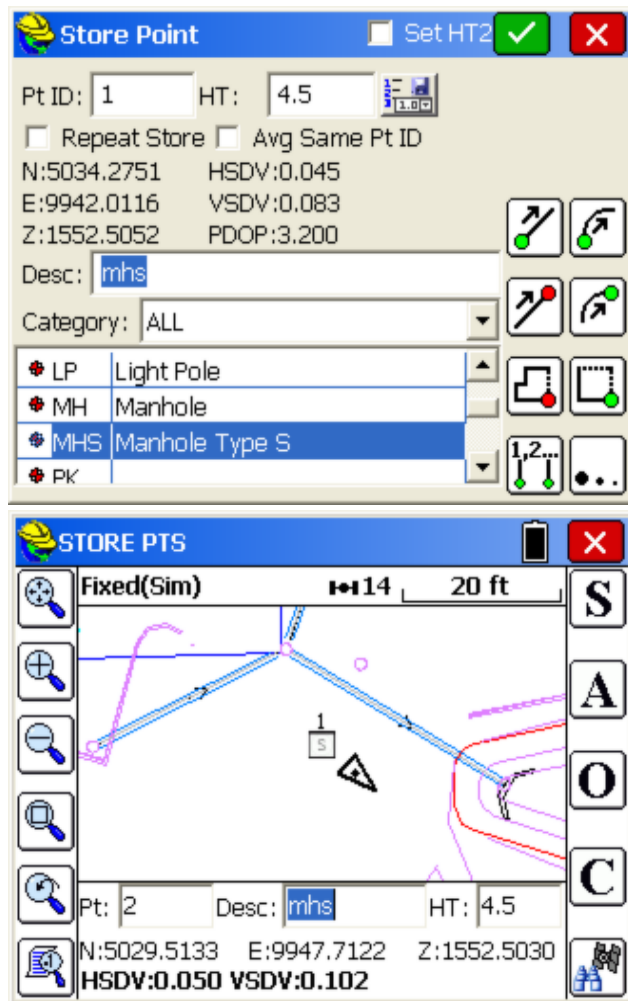 Store Point Set HT2
Pt ID: 1 HT: 4.5
Repeat Store Avg Same Pt ID
N:5034.2751 HSDV:0.045
E:9942.0116 VSDV:0.083
Z:1552.5052 PDOP:3.200
Desc: mhs
Category: ALL
LP Light Pole
MH Manhole
MHS Manhole Type S
PK
1,2...
STORE PTS
Fixed(Sim) 14 20 ft
S
A
1
S
O
C
Pt: 2 Desc: mhs HT: 4.5
N:5029.5133 E:9947.7122 Z:1552.5030
HSDV:0.050 VSDV:0.102